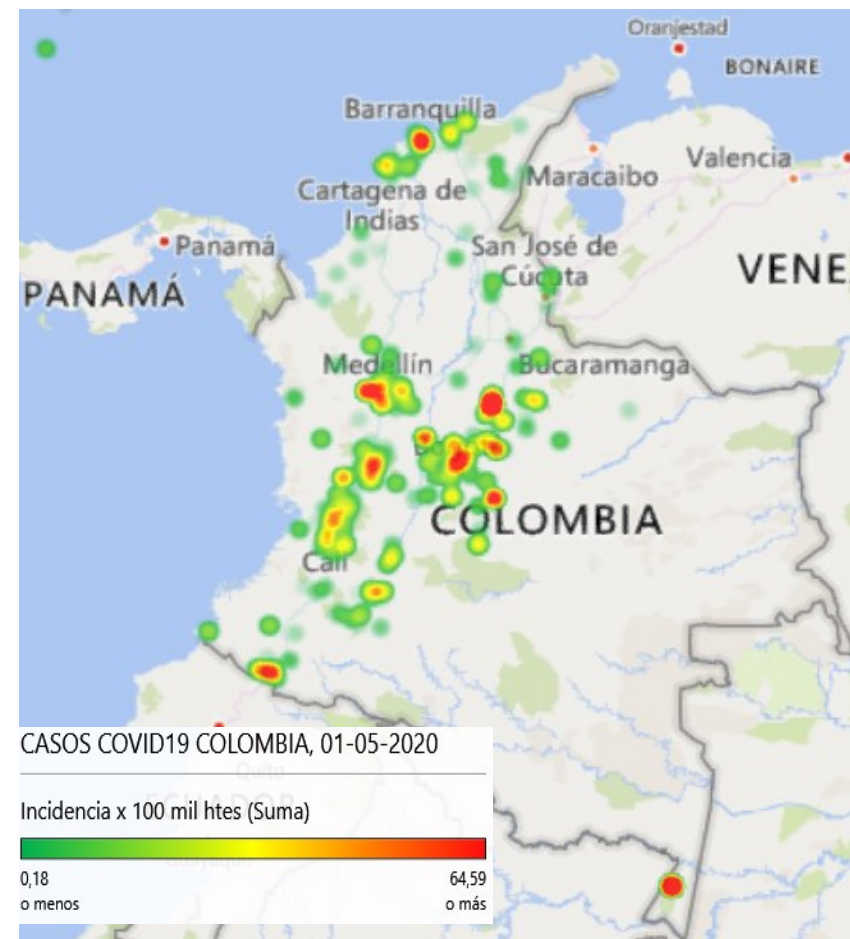 Oranjestad
BONAIRE
Barranquilla
Valencia
Maracaibo
Cartagena de
Indias
Panamá
San José de
Cúcuta
PANAMÁ
VENE
Medellín
Bucaramanga
COLOMBIA
Cali
CASOS COVID19 COLOMBIA, 01-05-2020
Quito
Incidencia x 100 mil htes (Suma)
0,18
64,59
o menos
o más